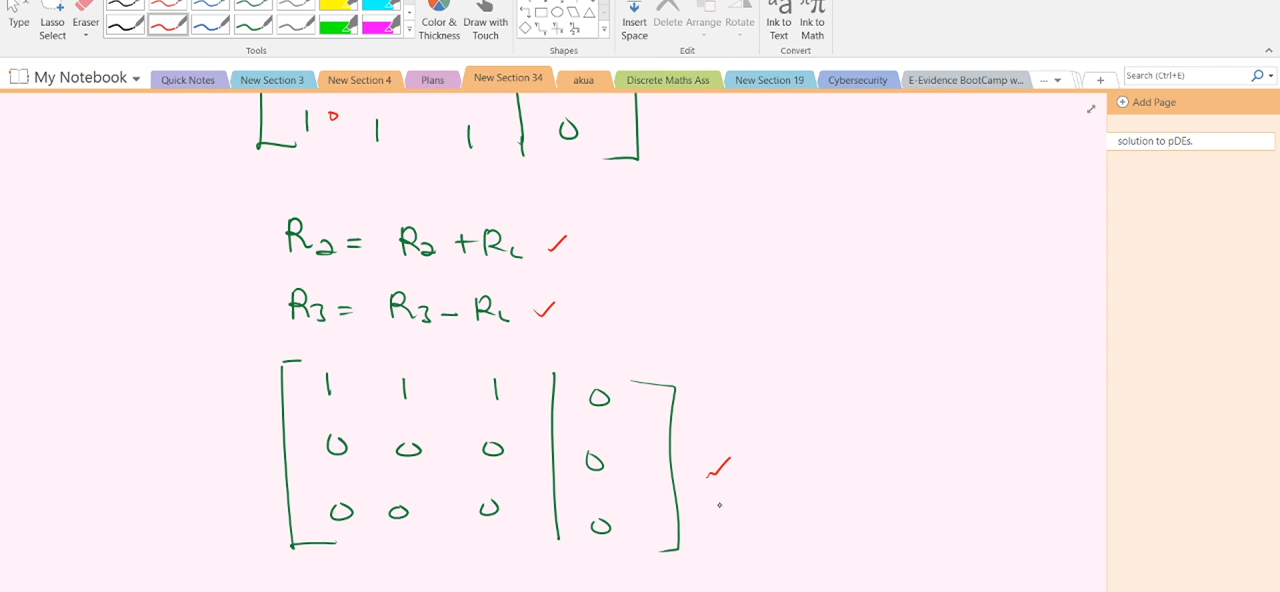 Type
Lasso Select
Eraser
Color & Thickness
Draw with Touch
Insert Space
Delete
Arrange
Rotate
Ink to Text
Ink to Math
Tools
Shapes
Edit
Convert
My Notebook
Quick Notes
New Section 3
New Section 4
Plans
New Section 34
akua
Discrete Maths Ass
New Section 19
Cybersecurity
E-Evidence BootCamp w...
...
+
Search (Ctrl+E)
Add Page
solution to pDEs.
1 0 1 1 | 0
R2 = R2 + R1 ✓
R3 = R3 - R1 ✓
1 1 1 | 0
0 0 0 | 0 ✓
0 0 0 | 0